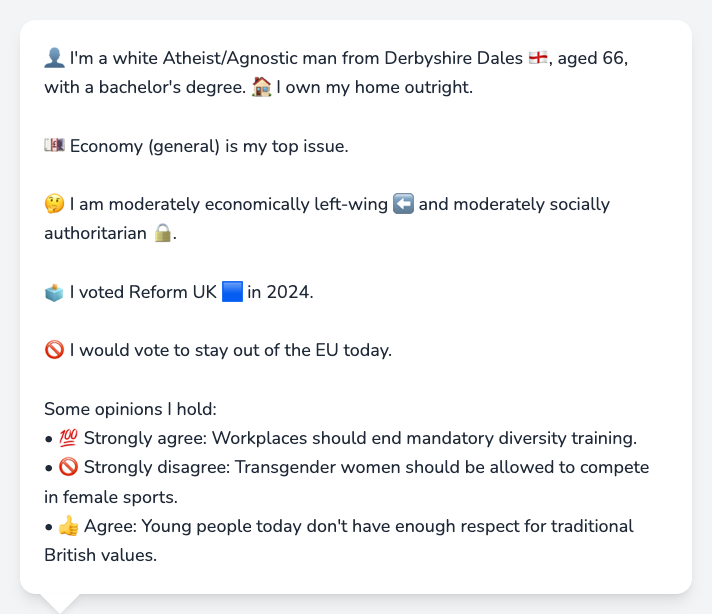 👤 I'm a white Atheist/Agnostic man from Derbyshire Dales 🏴󠁧󠁢󠁥󠁮󠁧󠁿, aged 66,
with a bachelor's degree. 🏠 I own my home outright.
💷 Economy (general) is my top issue.
🤔 I am moderately economically left-wing ⬅️ and moderately socially
authoritarian 🔒.
🗳️ I voted Reform UK 🟦 in 2024.
🚫 I would vote to stay out of the EU today.
Some opinions I hold:
• 💯 Strongly agree: Workplaces should end mandatory diversity training.
• 🚫 Strongly disagree: Transgender women should be allowed to compete
in female sports.
• 👍 Agree: Young people today don't have enough respect for traditional
British values.